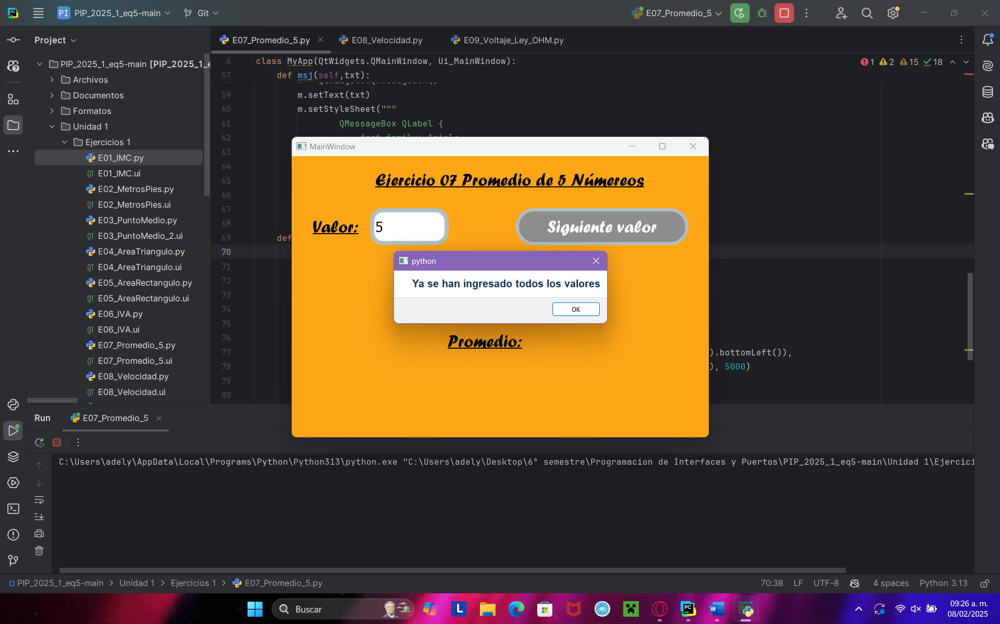 PI PIP_2025_1_eq5-main Git E07_Promedio_5
Project E07_Promedio_5.py E08_Velocidad.py E09_Voltaje_Ley_OHM.py
PIP_2025_1_eq5-main [PIP_2025_1_e
Archivos
Documentos
Formatos
Unidad 1
Ejercicios 1
E01_IMC.py
E01_IMC.ui
E02_MetrosPies.py
E02_MetrosPies.ui
E03_PuntoMedio.py
E03_PuntoMedio_2.ui
E04_AreaTriangulo.py
E04_AreaTriangulo.ui
E05_AreaRectangulo.py
E05_AreaRectangulo.ui
E06_IVA.py
E06_IVA.ui
E07_Promedio_5.py
E07_Promedio_5.ui
E08_Velocidad.py
E08_Velocidad.ui
6 class MyApp(QtWidgets.QMainWindow, Ui_MainWindow): 1 2 15 18
57 def msj(self,txt):
59 m.setText(txt)
60 m.setStyleSheet("""
61 QMessageBox QLabel {
62
63
64
65
66
67
68
69 def
70
71
72
73
74
75
76
77 ).bottomLeft()),
78 ), 5000)
79
80
MainWindow
Ejercicio 07 Promedio de 5 Númereos
Valor: 5 Siguiente valor
python
Ya se han ingresado todos los valores
OK
Promedio:
Run E07_Promedio_5
C:\Users\adely\AppData\Local\Programs\Python\Python313\python.exe "C:\Users\adely\Desktop\6° semestre\Programacion de Interfaces y Puertos\PIP_2025_1_eq5-main\Unidad 1\Ejercici
PIP_2025_1_eq5-main > Unidad 1 > Ejercicios 1 > E07_Promedio_5.py 70:38 LF UTF-8 4 spaces Python 3.13
Buscar
09:26 a. m.
08/02/2025